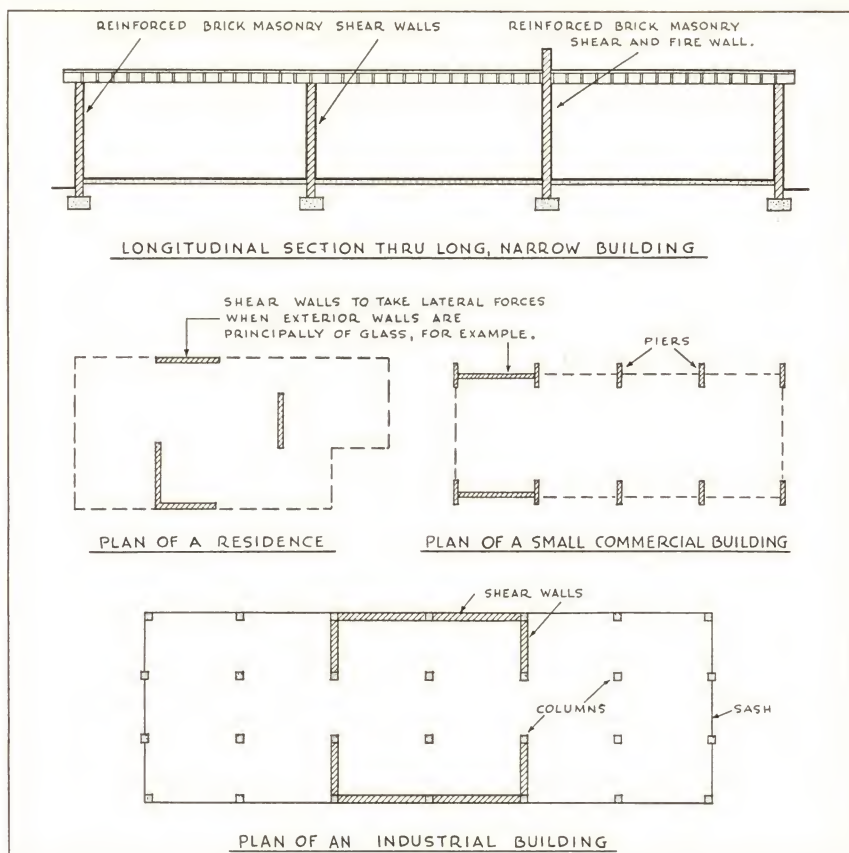 REINFORCED BRICK MASONRY SHEAR WALLS
REINFORCED BRICK MASONRY
SHEAR AND FIRE WALL.
LONGITUDINAL SECTION THRU LONG, NARROW BUILDING
SHEAR WALLS TO TAKE LATERAL FORCES
WHEN EXTERIOR WALLS ARE
PRINCIPALLY OF GLASS, FOR EXAMPLE.
PIERS
PLAN OF A RESIDENCE
PLAN OF A SMALL COMMERCIAL BUILDING
SHEAR WALLS
COLUMNS
SASH
PLAN OF AN INDUSTRIAL BUILDING